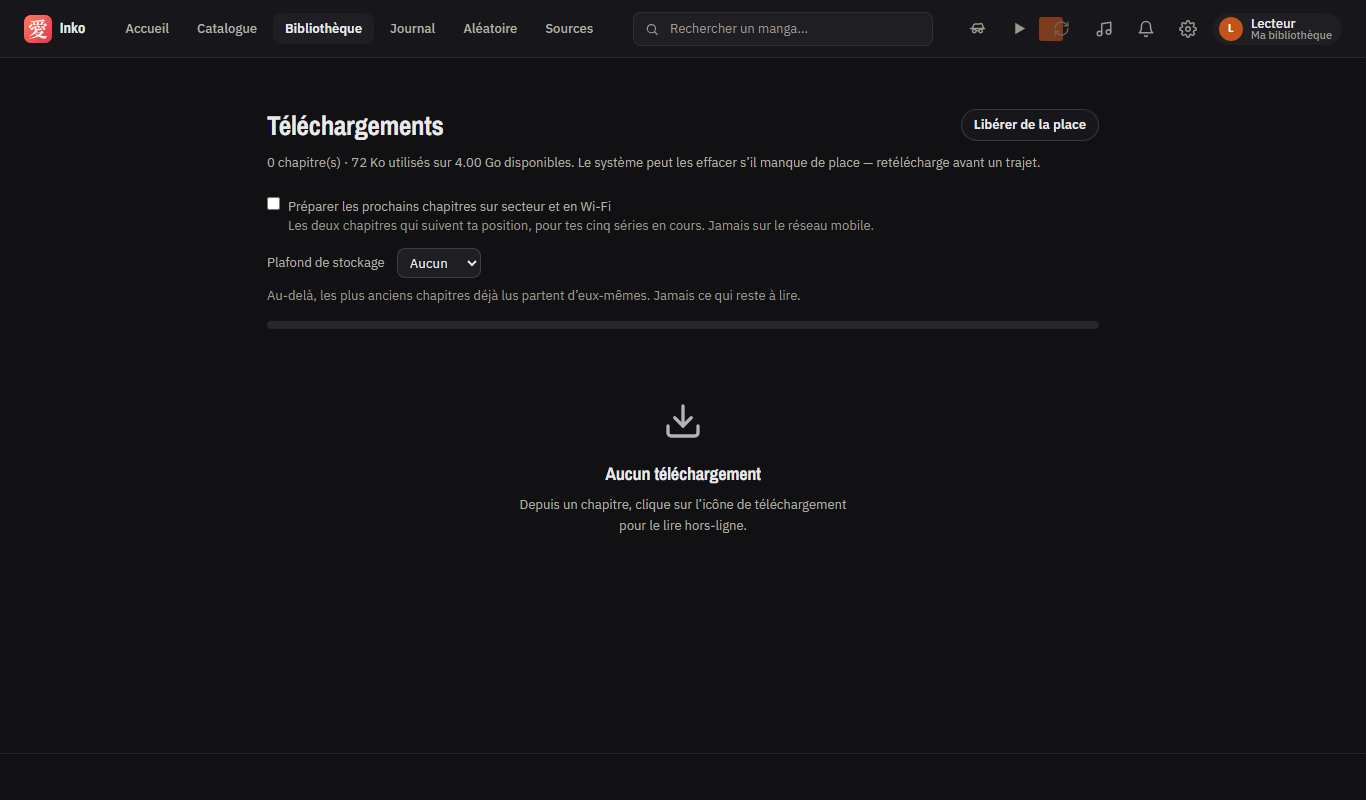 愛 Inko Accueil Catalogue Bibliothèque Journal Aléatoire Sources Rechercher un manga... L Lecteur
Ma bibliothèque
Téléchargements
Libérer de la place
0 chapitre(s) · 72 Ko utilisés sur 4.00 Go disponibles. Le système peut les effacer s’il manque de place — retélécharge avant un trajet.
Préparer les prochains chapitres sur secteur et en Wi-Fi
Les deux chapitres qui suivent ta position, pour tes cinq séries en cours. Jamais sur le réseau mobile.
Plafond de stockage Aucun
Au-delà, les plus anciens chapitres déjà lus partent d’eux-mêmes. Jamais ce qui reste à lire.
Aucun téléchargement
Depuis un chapitre, clique sur l’icône de téléchargement
pour le lire hors-ligne.